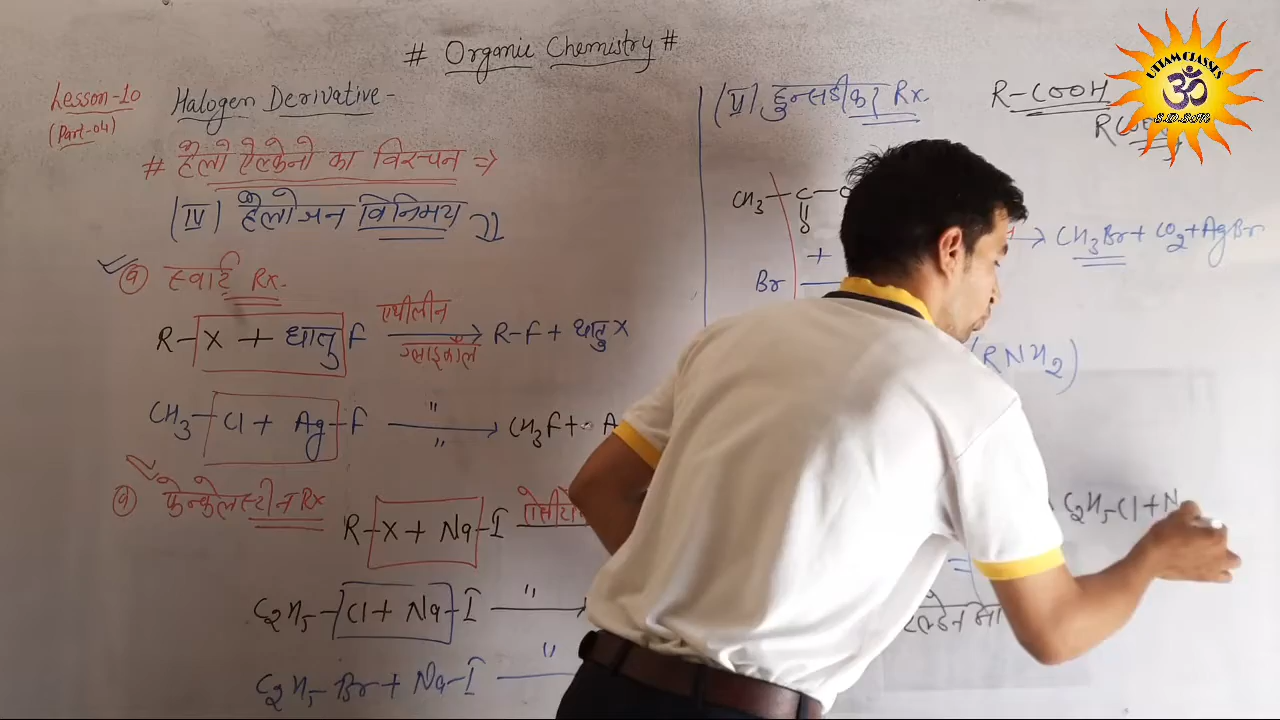 # Organic Chemistry #
Lesson-10
(Part-04)
Halogen Derivative-
# हैलो ऐल्केनो का विरचन ⇒
(IV) हैलोजन विनिमय
(a) स्वार्ट Rx.
R-X + धातु F एथीलीन ग्लाइकॉल → R-F + धातु X
CH3-Cl + Ag-F " " → CH3F +
फेन्केलस्टीन Rx
R-X + Na-I
C2H5-Cl + Na-I " →
C2H5-Br + Na-I "
(V) हुन्सडीकर Rx.
R-COOH
CH3-C-
O
+
Br
→ CH3Br + CO2 + AgBr
(RNH2)
C2H5-Cl + N
UTTAM CLASSES
ॐ